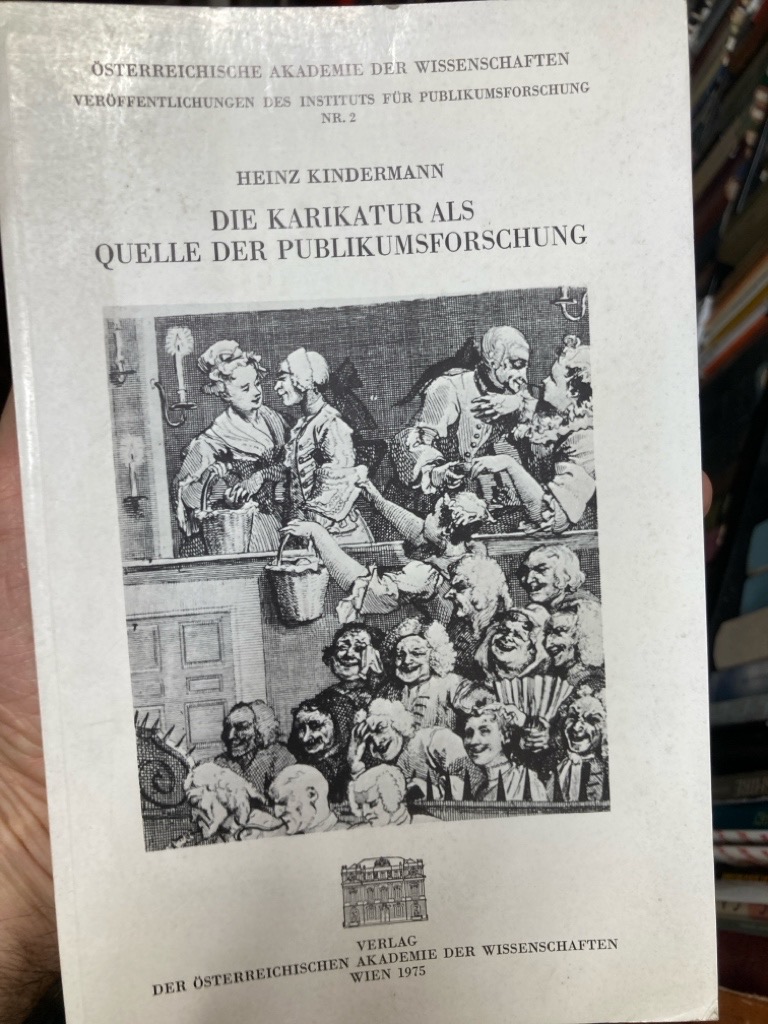 ÖSTERREICHISCHE AKADEMIE DER WISSENSCHAFTEN
VERÖFFENTLICHUNGEN DES INSTITUTS FÜR PUBLIKUMSFORSCHUNG
NR. 2
HEINZ KINDERMANN
DIE KARIKATUR ALS
QUELLE DER PUBLIKUMSFORSCHUNG
VERLAG
DER ÖSTERREICHISCHEN AKADEMIE DER WISSENSCHAFTEN
WIEN 1975